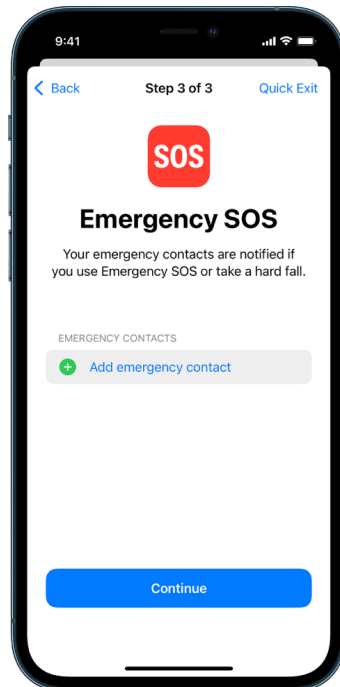 9:41
Back
Step 3 of 3
Quick Exit
SOS
Emergency SOS
Your emergency contacts are notified if
you use Emergency SOS or take a hard fall.
EMERGENCY CONTACTS
Add emergency contact
Continue